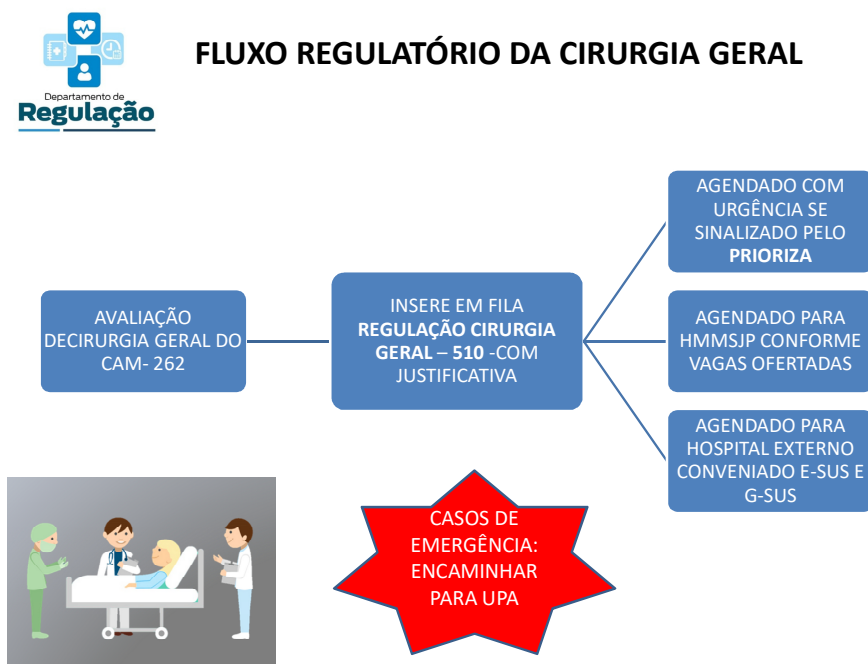 FLUXO REGULATÓRIO DA CIRURGIA GERAL
Departamento de
Regulação
AVALIAÇÃO
DECIRURGIA GERAL DO
CAM- 262
INSERE EM FILA
REGULAÇÃO CIRURGIA
GERAL – 510 -COM
JUSTIFICATIVA
AGENDADO COM
URGÊNCIA SE
SINALIZADO PELO
PRIORIZA
AGENDADO PARA
HMMSJP CONFORME
VAGAS OFERTADAS
AGENDADO PARA
HOSPITAL EXTERNO
CONVENIADO E-SUS E
G-SUS
CASOS DE
EMERGÊNCIA:
ENCAMINHAR
PARA UPA